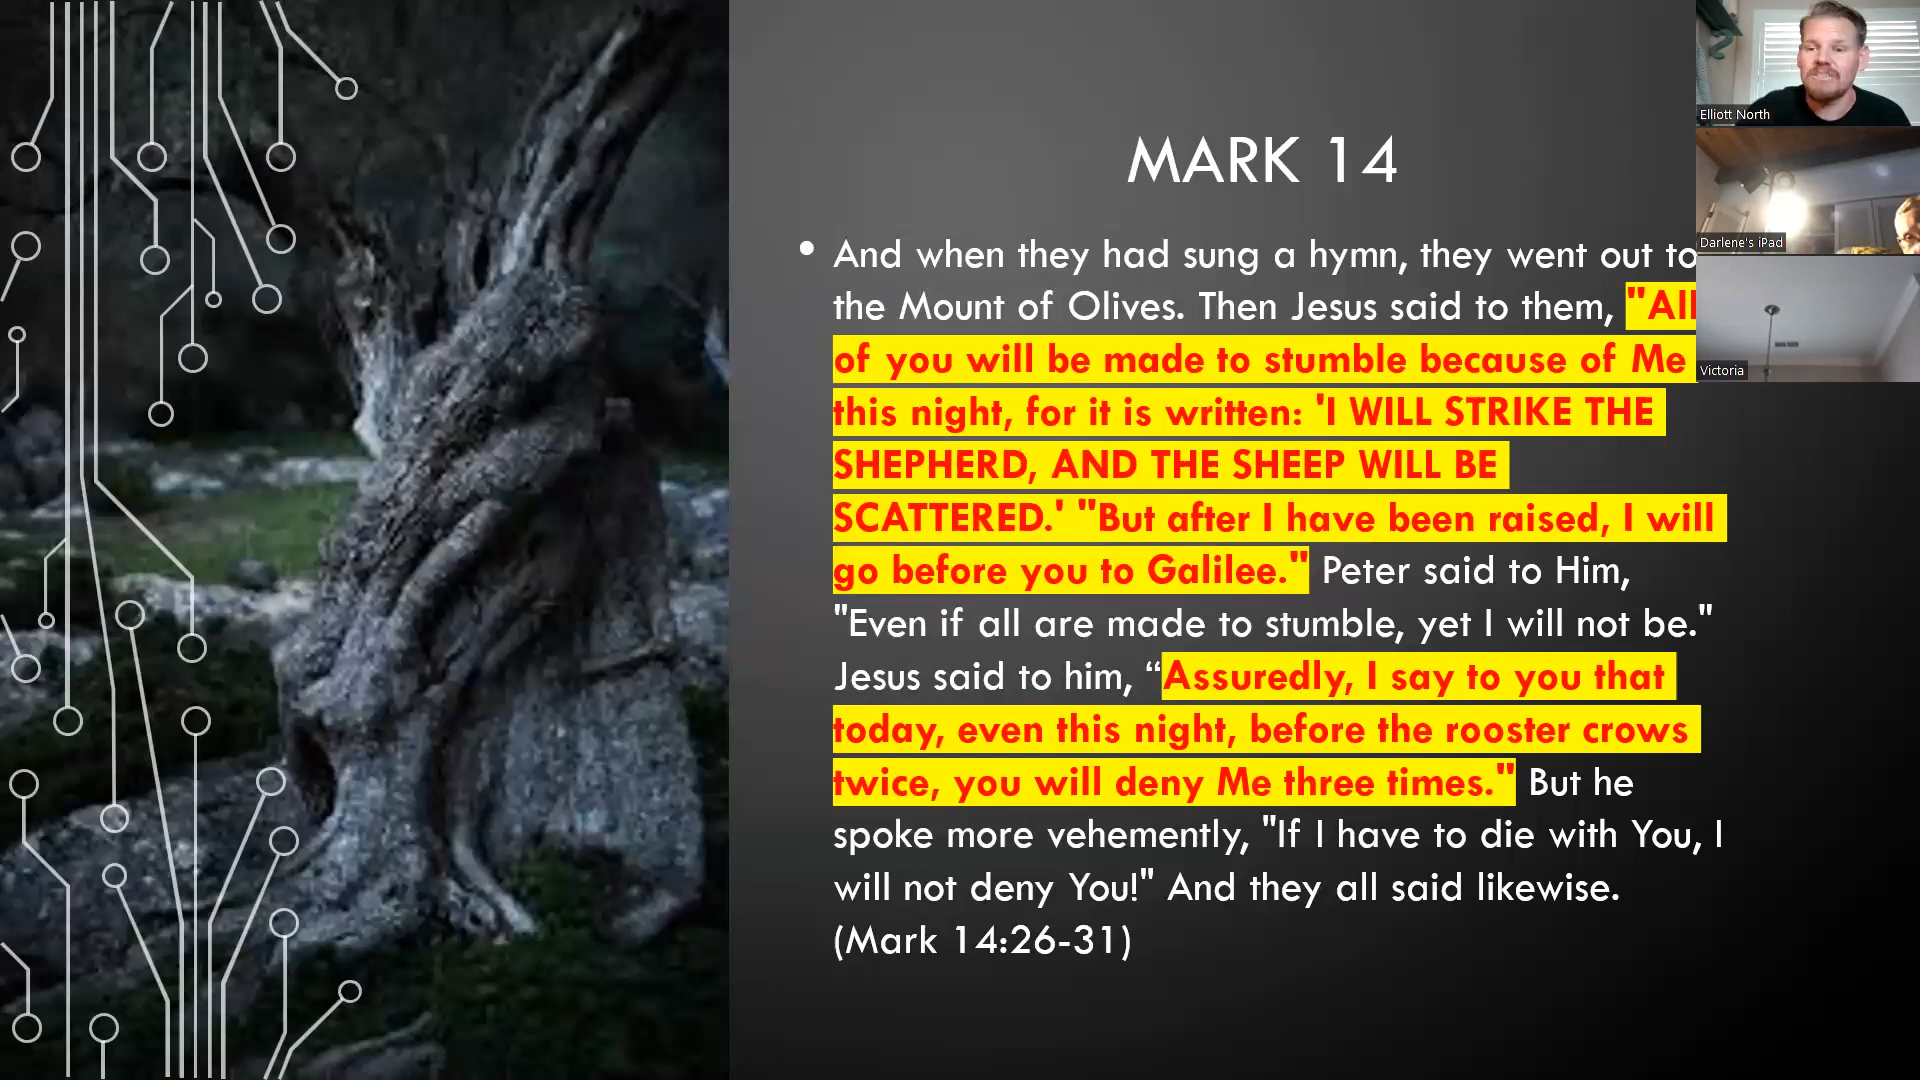 MARK 14
• And when they had sung a hymn, they went out to
the Mount of Olives. Then Jesus said to them, "All
of you will be made to stumble because of Me
this night, for it is written: 'I WILL STRIKE THE
SHEPHERD, AND THE SHEEP WILL BE
SCATTERED.' "But after I have been raised, I will
go before you to Galilee." Peter said to Him,
"Even if all are made to stumble, yet I will not be."
Jesus said to him, “Assuredly, I say to you that
today, even this night, before the rooster crows
twice, you will deny Me three times." But he
spoke more vehemently, "If I have to die with You, I
will not deny You!" And they all said likewise.
(Mark 14:26-31)
Elliott North
Darlene's iPad
Victoria